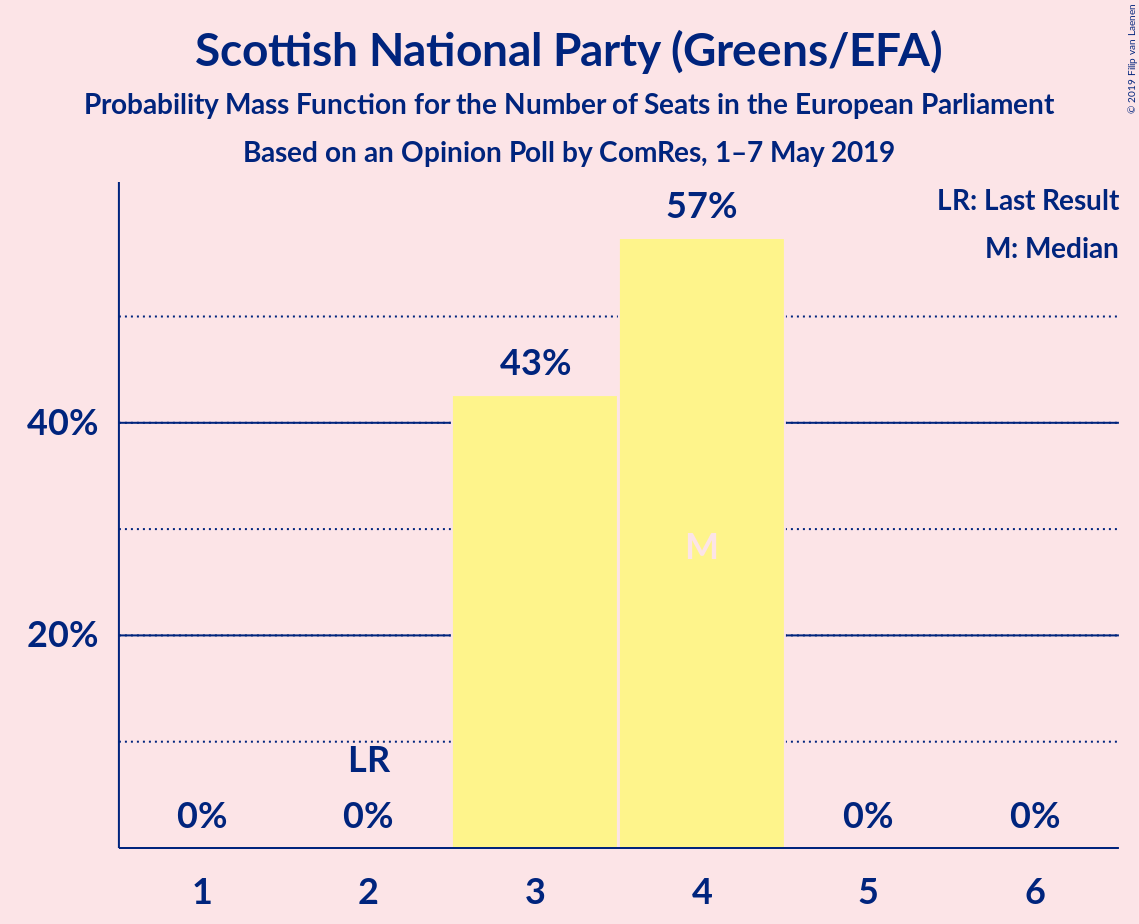 Scottish National Party (Greens/EFA)
Probability Mass Function for the Number of Seats in the European Parliament
Based on an Opinion Poll by ComRes, 1–7 May 2019
© 2019 Filip van Laenen
LR: Last Result
M: Median
57%
43%
40%
M
20%
LR
0% 0% 0% 0%
1 2 3 4 5 6